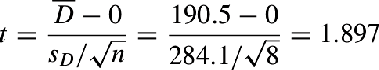 t = \frac{\overline{D} - 0}{s_D/\sqrt{n}} = \frac{190.5 - 0}{284.1/\sqrt{8}} = 1.897